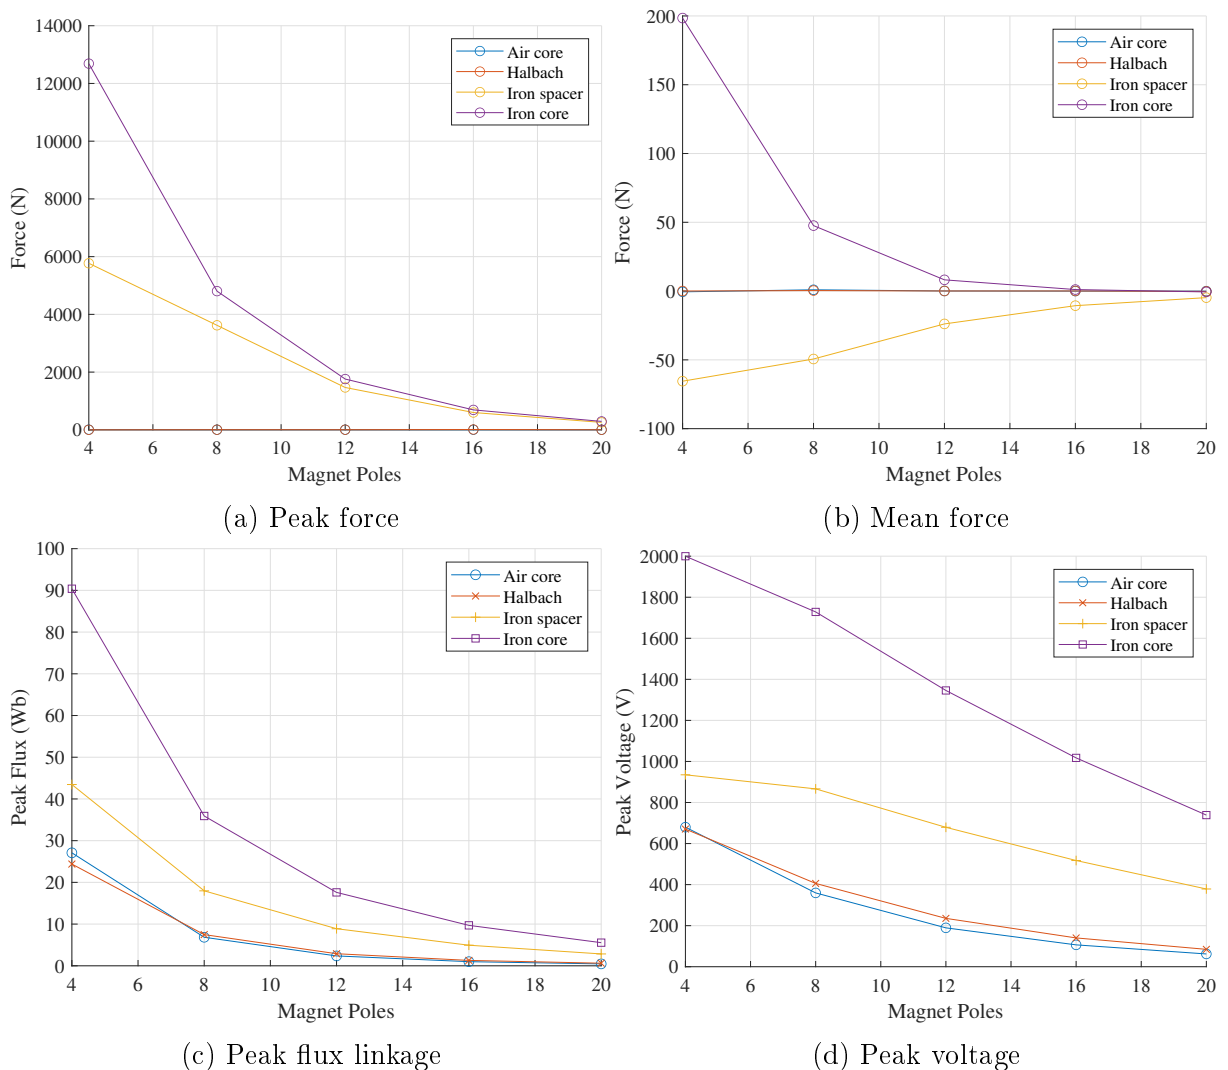 14000
12000
10000
8000
6000
4000
2000
0
Force (N)
4 6 8 10 12 14 16 18 20
Magnet Poles
Air core
Halbach
Iron spacer
Iron core
(a) Peak force
200
150
100
50
0
-50
-100
Force (N)
4 6 8 10 12 14 16 18 20
Magnet Poles
Air core
Halbach
Iron spacer
Iron core
(b) Mean force
100
90
80
70
60
50
40
30
20
10
0
Peak Flux (Wb)
4 6 8 10 12 14 16 18 20
Magnet Poles
Air core
Halbach
Iron spacer
Iron core
(c) Peak flux linkage
2000
1800
1600
1400
1200
1000
800
600
400
200
0
Peak Voltage (V)
4 6 8 10 12 14 16 18 20
Magnet Poles
Air core
Halbach
Iron spacer
Iron core
(d) Peak voltage